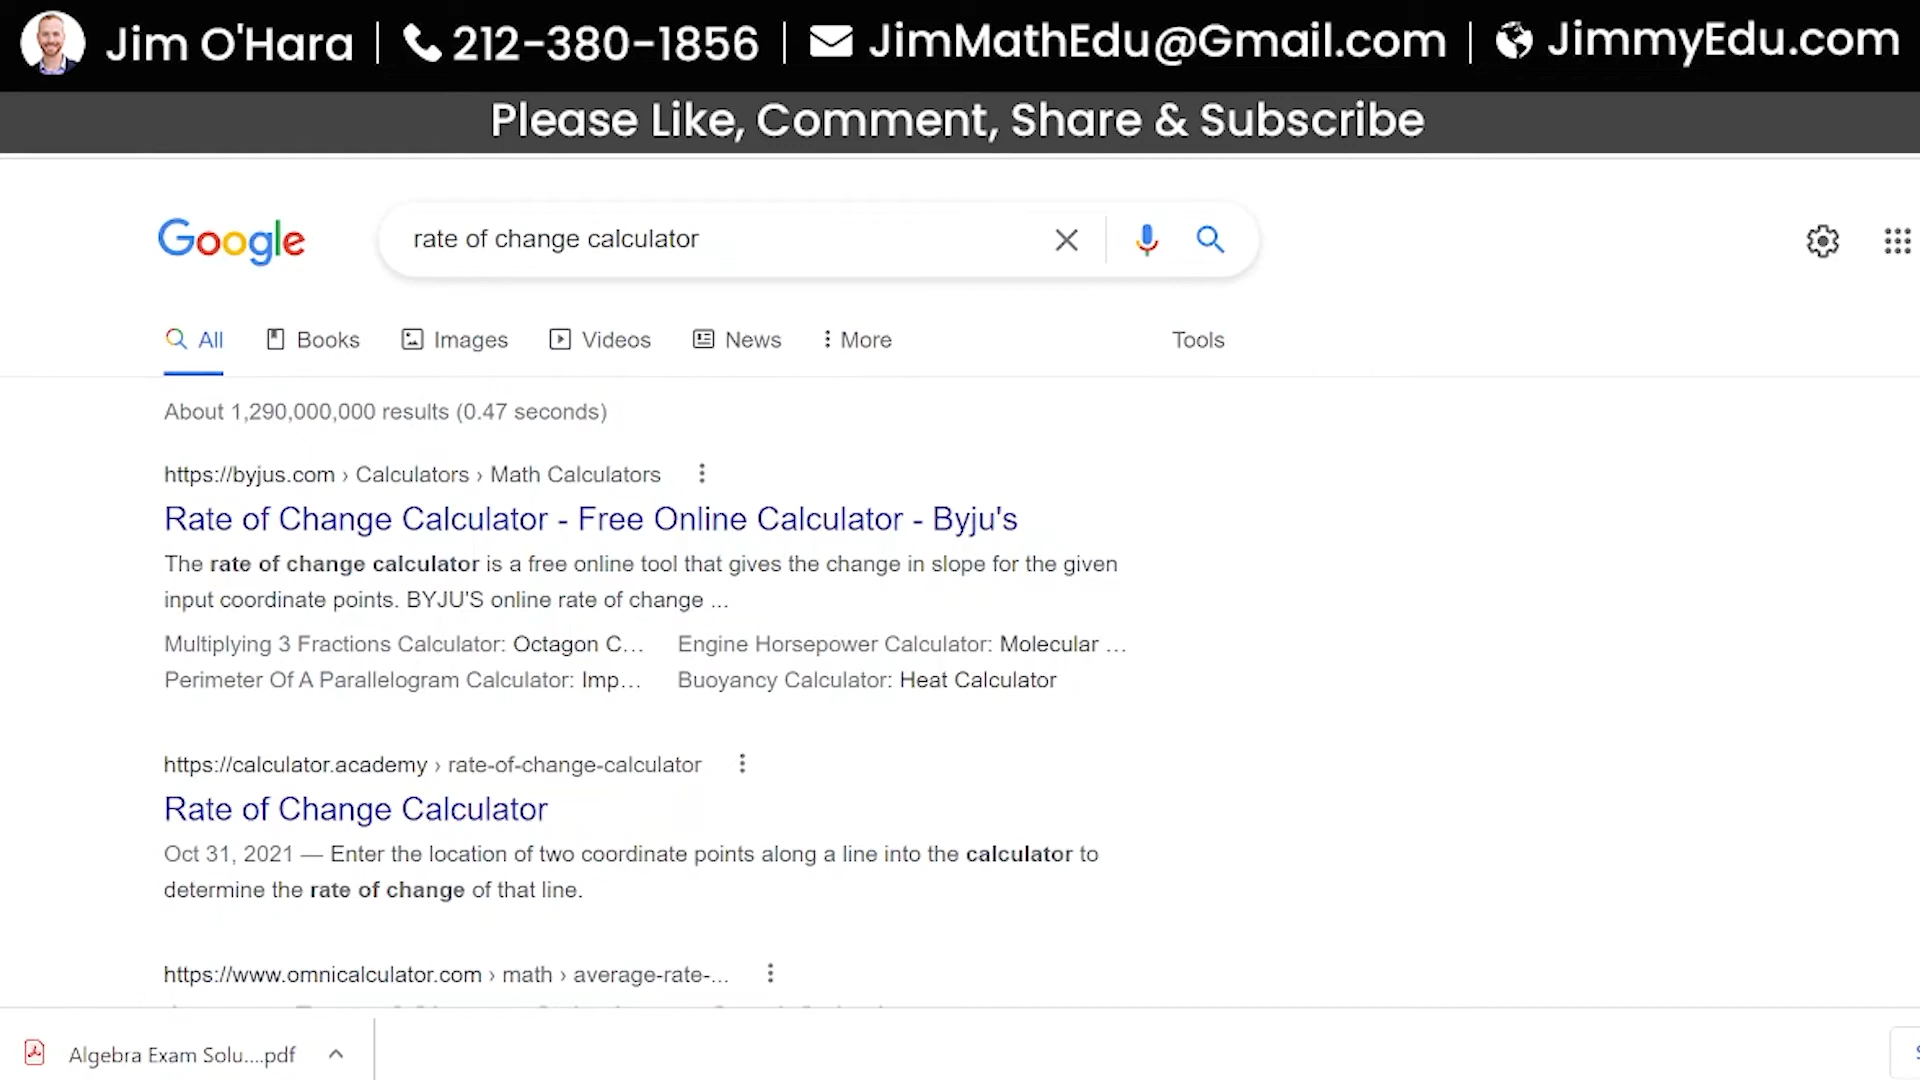 Jim O'Hara | 212-380-1856 | JimMathEdu@Gmail.com | JimmyEdu.com
Please Like, Comment, Share & Subscribe
Google
rate of change calculator
All Books Images Videos News More Tools
About 1,290,000,000 results (0.47 seconds)
https://byjus.com › Calculators › Math Calculators
Rate of Change Calculator - Free Online Calculator - Byju's
The rate of change calculator is a free online tool that gives the change in slope for the given
input coordinate points. BYJU'S online rate of change ...
Multiplying 3 Fractions Calculator: Octagon C... Engine Horsepower Calculator: Molecular ...
Perimeter Of A Parallelogram Calculator: Imp... Buoyancy Calculator: Heat Calculator
https://calculator.academy › rate-of-change-calculator
Rate of Change Calculator
Oct 31, 2021 — Enter the location of two coordinate points along a line into the calculator to
determine the rate of change of that line.
https://www.omnicalculator.com › math › average-rate-...
Algebra Exam Solu....pdf